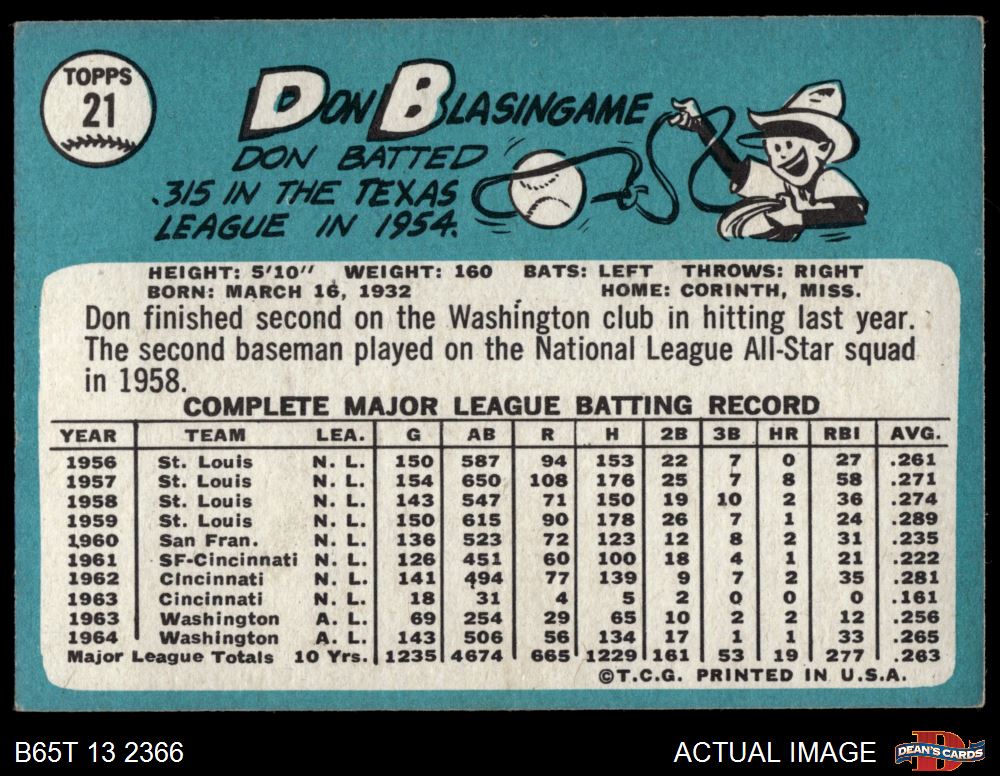 TOPPS
21
DON BLASINGAME
DON BATTED
.315 IN THE TEXAS
LEAGUE IN 1954.
HEIGHT: 5'10" WEIGHT: 160 BATS: LEFT THROWS: RIGHT
BORN: MARCH 16, 1932 HOME: CORINTH, MISS.
Don finished second on the Washington club in hitting last year.
The second baseman played on the National League All-Star squad
in 1958.
COMPLETE MAJOR LEAGUE BATTING RECORD
YEAR TEAM LEA. G AB R H 2B 3B HR RBI AVG.
1956 St. Louis N. L. 150 587 94 153 22 7 0 27 .261
1957 St. Louis N. L. 154 650 108 176 25 7 8 58 .271
1958 St. Louis N. L. 143 547 71 150 19 10 2 36 .274
1959 St. Louis N. L. 150 615 90 178 26 7 1 24 .289
1960 San Fran. N. L. 136 523 72 123 12 8 2 31 .235
1961 SF-Cincinnati N. L. 126 451 60 100 18 4 1 21 .222
1962 Cincinnati N. L. 141 494 77 139 9 7 2 35 .281
1963 Cincinnati N. L. 18 31 4 5 2 0 0 0 .161
1963 Washington A. L. 69 254 29 65 10 2 2 12 .256
1964 Washington A. L. 143 506 56 134 17 1 1 33 .265
Major League Totals 10 Yrs. 1235 4674 665 1229 161 53 19 277 .263
©T.C.G. PRINTED IN U.S.A.
B65T 13 2366 ACTUAL IMAGE DEAN'S CARDS